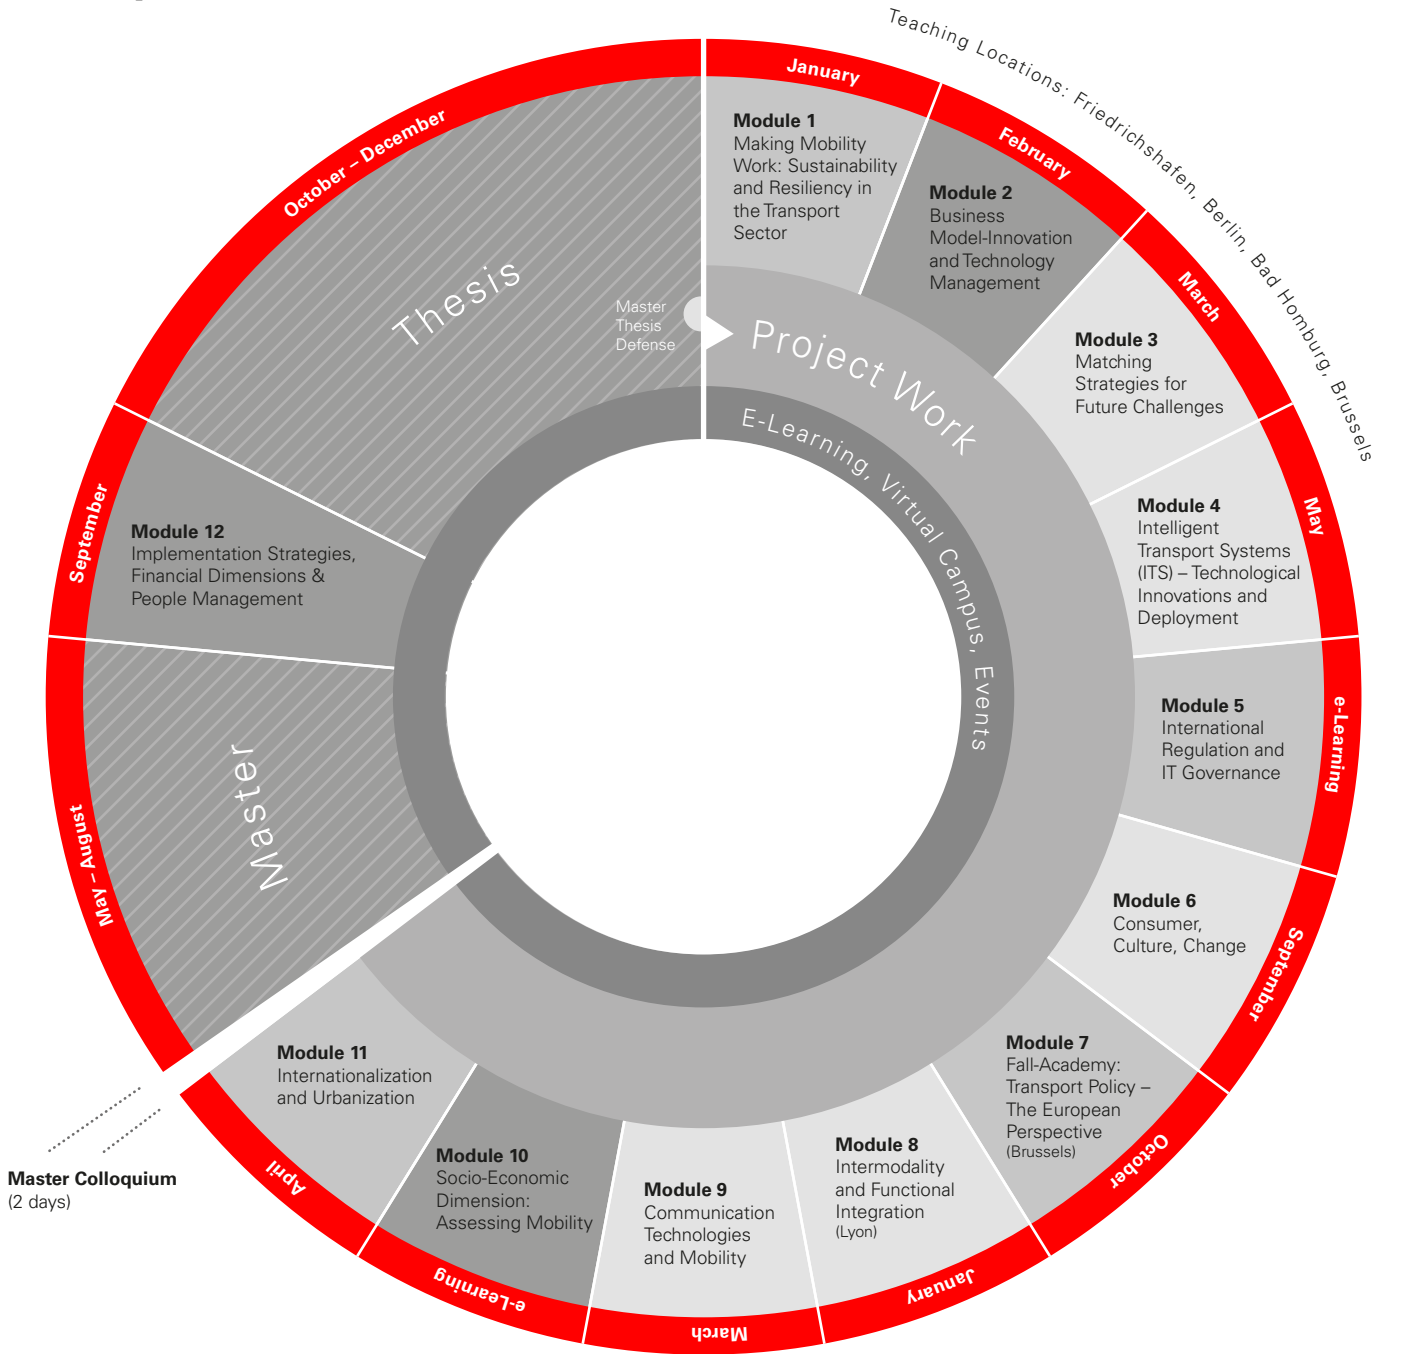 Teaching Locations: Friedrichshafen, Berlin, Bad Homburg, Brussels
January
Module 1
Making Mobility
Work: Sustainability
and Resiliency in
the Transport
Sector
February
Module 2
Business
Model-Innovation
and Technology
Management
March
Module 3
Matching
Strategies for
Future Challenges
May
Module 4
Intelligent
Transport Systems
(ITS) – Technological
Innovations and
Deployment
e-Learning
Module 5
International
Regulation and
IT Governance
September
Module 6
Consumer,
Culture, Change
October
Module 7
Fall-Academy:
Transport Policy –
The European
Perspective
(Brussels)
January
Module 8
Intermodality
and Functional
Integration
(Lyon)
March
Module 9
Communication
Technologies
and Mobility
e-Learning
Module 10
Socio-Economic
Dimension:
Assessing Mobility
April
Module 11
Internationalization
and Urbanization
Master Colloquium
(2 days)
May – August
Master
September
Module 12
Implementation Strategies,
Financial Dimensions &
People Management
October – December
Thesis
Master
Thesis
Defense
Project Work
E-Learning, Virtual Campus, Events